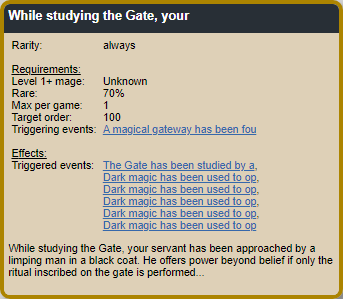 While studying the Gate, your
Rarity: always
Requirements:
Level 1+ mage: Unknown
Rare: 70%
Max per game: 1
Target order: 100
Triggering events: A magical gateway has been fou
Effects:
Triggered events: The Gate has been studied by a,
Dark magic has been used to op,
Dark magic has been used to op,
Dark magic has been used to op,
Dark magic has been used to op,
Dark magic has been used to op
While studying the Gate, your servant has been approached by a
limping man in a black coat. He offers power beyond belief if only the
ritual inscribed on the gate is performed...